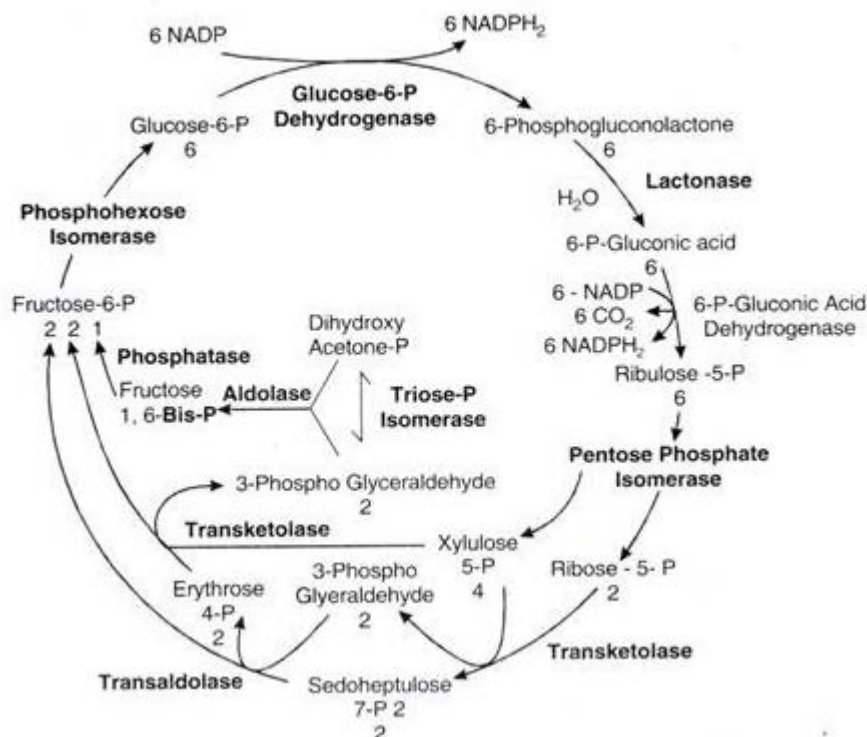 6 NADP
6 NADPH₂
Glucose-6-P
Dehydrogenase
Glucose-6-P
6
6-Phosphogluconolactone
6
Lactonase
H₂O
6-P-Gluconic acid
6
6 - NADP
6 CO₂
6 NADPH₂
6-P-Gluconic Acid
Dehydrogenase
Ribulose -5-P
6
Pentose Phosphate
Isomerase
Phosphohexose
Isomerase
Fructose-6-P
2 2 1
Phosphatase
Fructose
1, 6-Bis-P
Aldolase
Dihydroxy
Acetone-P
Triose-P
Isomerase
3-Phospho Glyceraldehyde
2
Transketolase
Xylulose
5-P
4
Ribose - 5- P
2
Erythrose
4-P
2
3-Phospho
Glyeraldehyde
2
Transketolase
Transaldolase
Sedoheptulose
7-P 2
2